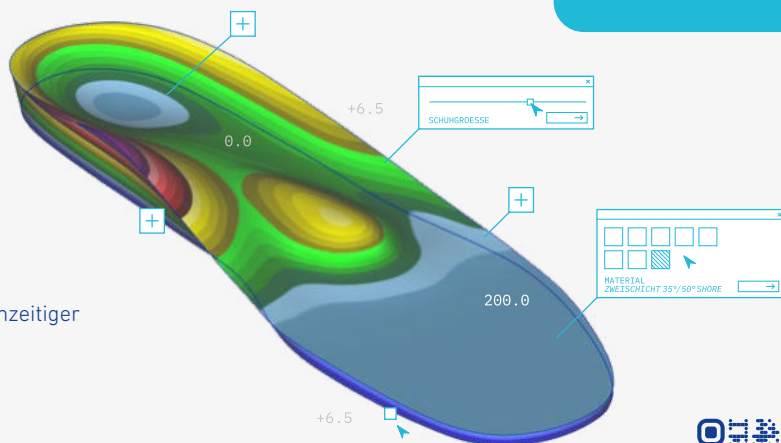 +6.5
SCHUHGROESSE
0.0
MATERIAL
ZWEISCHICHT 35°/50° SHORE
200.0
nzeitiger
+6.5